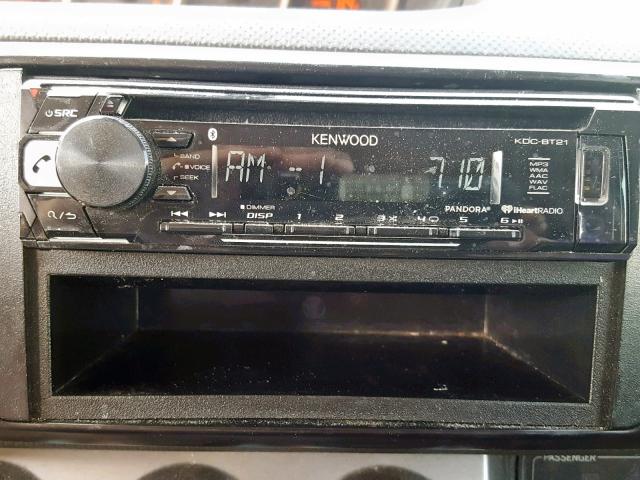 SRC
KENWOOD
KDC-BT21
BAND
VOICE
SEEK
AM - 1 710
MP3
WMA
AAC
WAV
FLAC
DIMMER
DISP 1 2 3 4 5 6
PANDORA
iHeartRADIO
PASSENGER